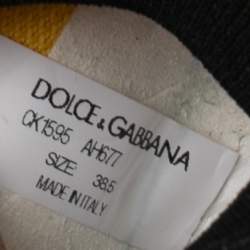 DOLCE & GABBANA
CK1595 AH677
SIZE: 38.5
MADE IN ITALY